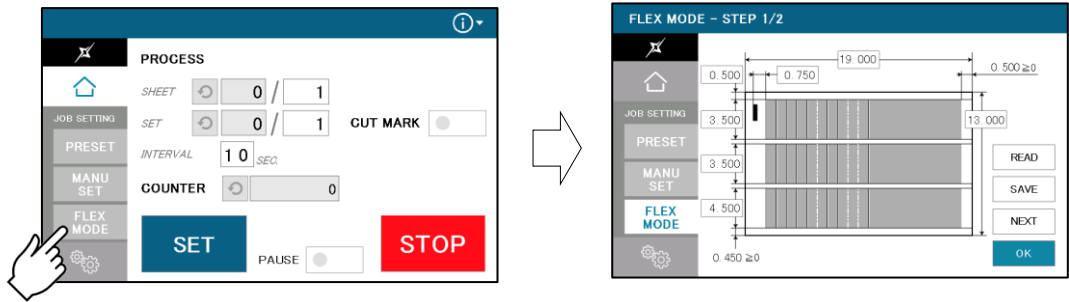 PROCESS
SHEET 0 / 1
SET 0 / 1 CUT MARK
INTERVAL 10 SEC.
COUNTER 0
JOB SETTING
PRESET
MANU
SET
FLEX
MODE
SET
PAUSE
STOP
FLEX MODE – STEP 1/2
JOB SETTING
PRESET
MANU
SET
FLEX
MODE
19. 000
0. 500 0. 750 0. 500≧0
3. 500 13. 000
3. 500
4. 500
0. 450 ≧0
READ
SAVE
NEXT
OK